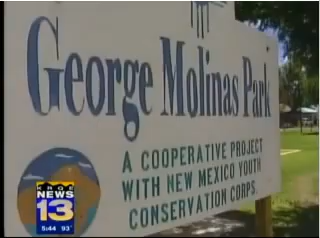 George Molinas Park
A COOPERATIVE PROJECT
WITH NEW MEXICO YOUTH
CONSERVATION CORPS.
KRQE
NEWS
13
5:44 93°